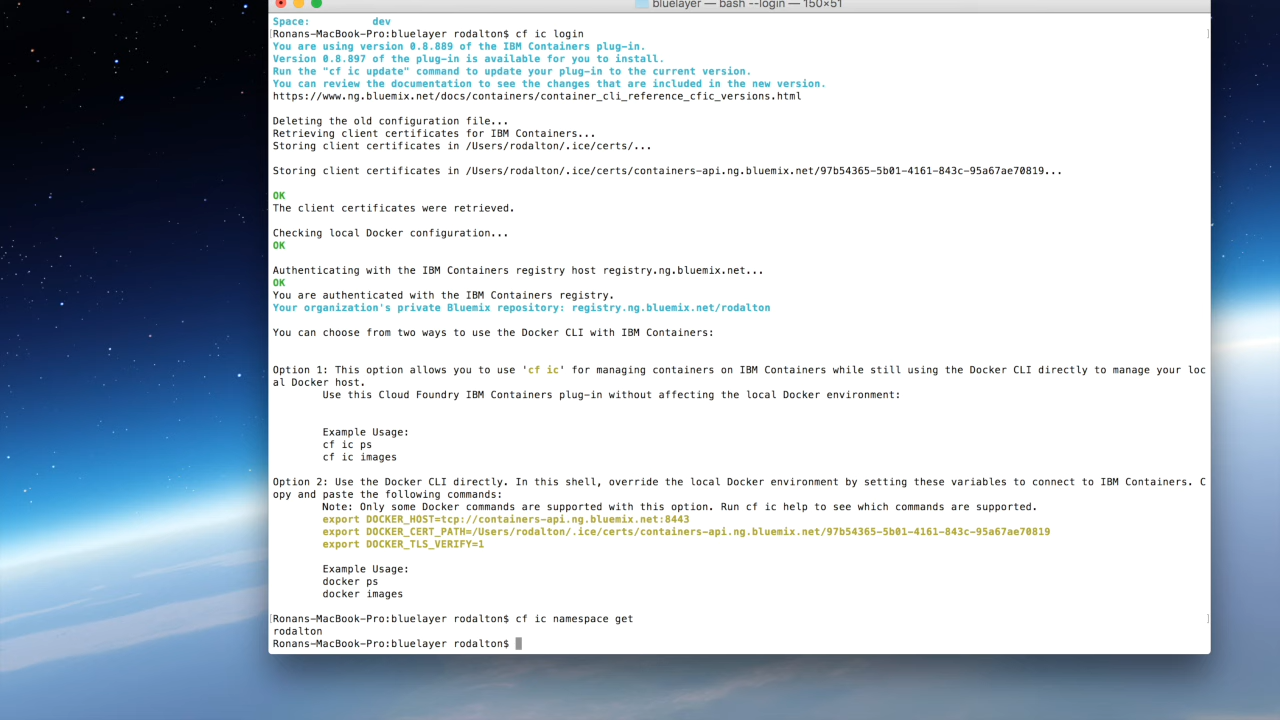 bluelayer — bash --login — 150×51
Space: dev
[Ronans-MacBook-Pro:bluelayer rodalton$ cf ic login ]
You are using version 0.8.889 of the IBM Containers plug-in.
Version 0.8.897 of the plug-in is available for you to install.
Run the "cf ic update" command to update your plug-in to the current version.
You can review the documentation to see the changes that are included in the new version.
https://www.ng.bluemix.net/docs/containers/container_cli_reference_cfic_versions.html
Deleting the old configuration file...
Retrieving client certificates for IBM Containers...
Storing client certificates in /Users/rodalton/.ice/certs/...
Storing client certificates in /Users/rodalton/.ice/certs/containers-api.ng.bluemix.net/97b54365-5b01-4161-843c-95a67ae70819...
OK
The client certificates were retrieved.
Checking local Docker configuration...
OK
Authenticating with the IBM Containers registry host registry.ng.bluemix.net...
OK
You are authenticated with the IBM Containers registry.
Your organization's private Bluemix repository: registry.ng.bluemix.net/rodalton
You can choose from two ways to use the Docker CLI with IBM Containers:
Option 1: This option allows you to use 'cf ic' for managing containers on IBM Containers while still using the Docker CLI directly to manage your loc
al Docker host.
Use this Cloud Foundry IBM Containers plug-in without affecting the local Docker environment:
Example Usage:
cf ic ps
cf ic images
Option 2: Use the Docker CLI directly. In this shell, override the local Docker environment by setting these variables to connect to IBM Containers. C
opy and paste the following commands:
Note: Only some Docker commands are supported with this option. Run cf ic help to see which commands are supported.
export DOCKER_HOST=tcp://containers-api.ng.bluemix.net:8443
export DOCKER_CERT_PATH=/Users/rodalton/.ice/certs/containers-api.ng.bluemix.net/97b54365-5b01-4161-843c-95a67ae70819
export DOCKER_TLS_VERIFY=1
Example Usage:
docker ps
docker images
[Ronans-MacBook-Pro:bluelayer rodalton$ cf ic namespace get ]
rodalton
Ronans-MacBook-Pro:bluelayer rodalton$